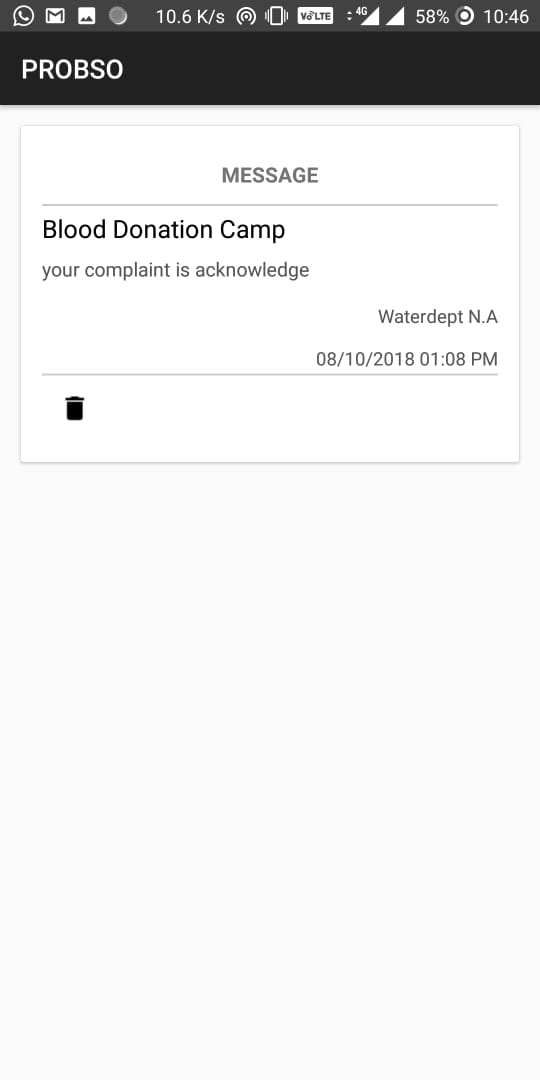 10.6 K/s VoLTE 4G 58% 10:46
PROBSO
MESSAGE
Blood Donation Camp
your complaint is acknowledge
Waterdept N.A
08/10/2018 01:08 PM